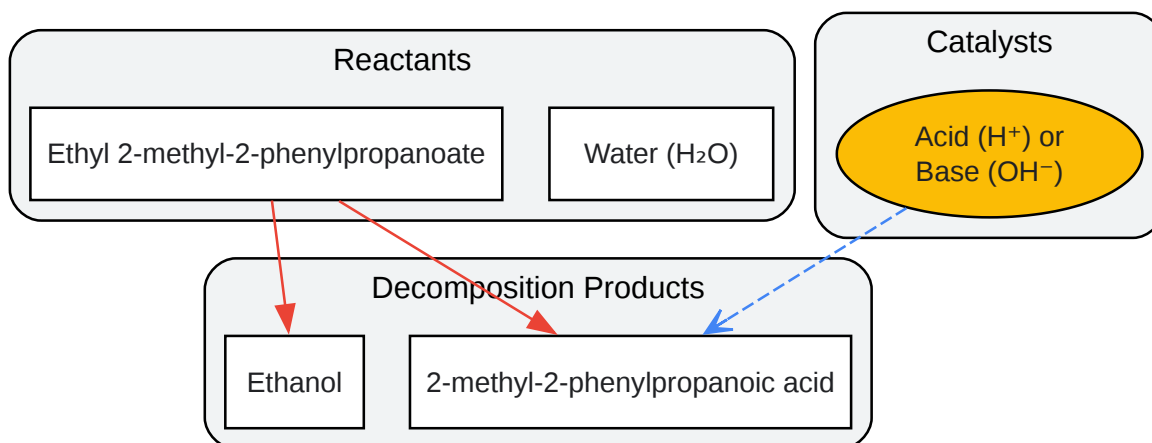 Reactants
Catalysts
Ethyl 2-methyl-2-phenylpropanoate
Water (H₂O)
Acid (H⁺) or
Base (OH⁻)
Decomposition Products
Ethanol
2-methyl-2-phenylpropanoic acid